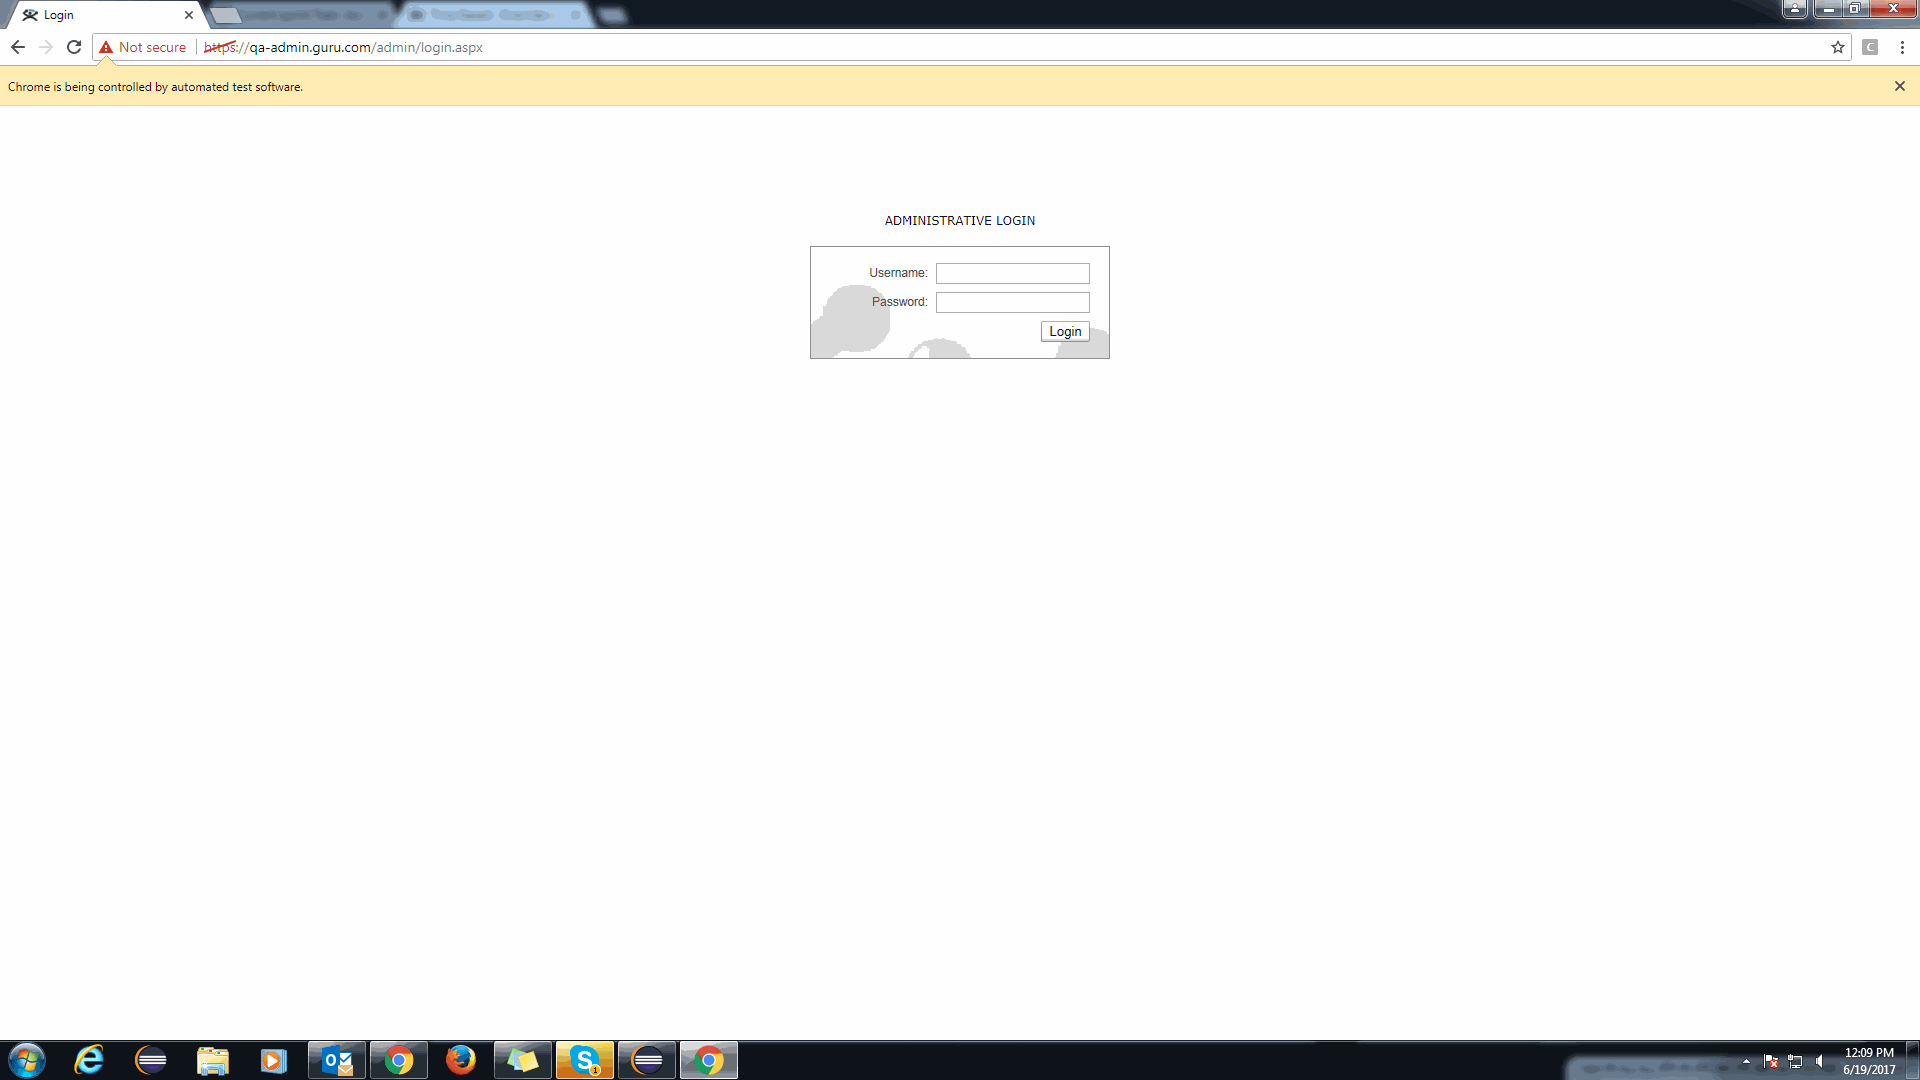 Login
Not secure https://qa-admin.guru.com/admin/login.aspx
C
Chrome is being controlled by automated test software.
ADMINISTRATIVE LOGIN
Username:
Password:
Login
1
12:09 PM
6/19/2017